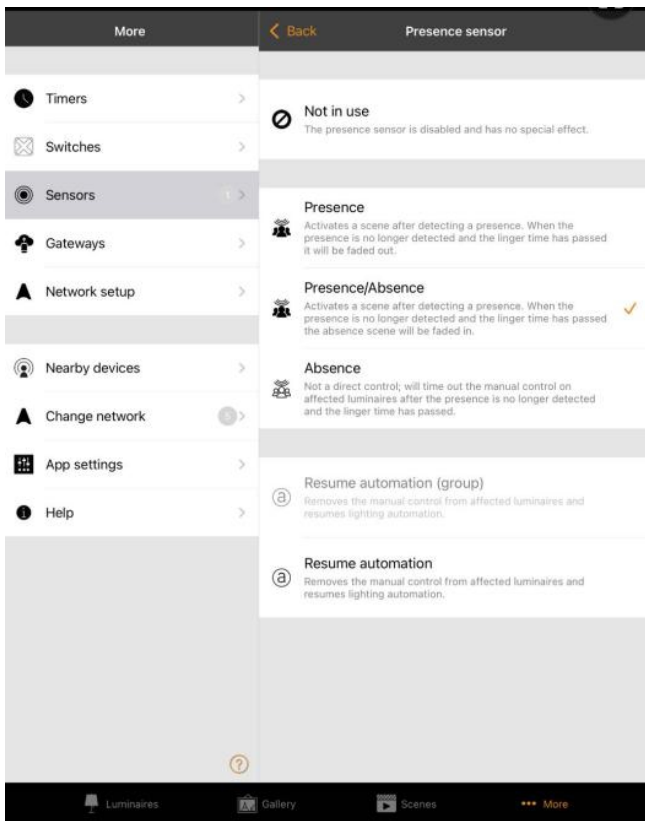 More
Back
Presence sensor
Timers
Switches
Sensors
1
Gateways
Network setup
Nearby devices
Change network
5
App settings
Help
Not in use
The presence sensor is disabled and has no special effect.
Presence
Activates a scene after detecting a presence. When the
presence is no longer detected and the linger time has passed
it will be faded out.
Presence/Absence
Activates a scene after detecting a presence. When the
presence is no longer detected and the linger time has passed
the absence scene will be faded in.
Absence
Not a direct control; will time out the manual control on
affected luminaires after the presence is no longer detected
and the linger time has passed.
Resume automation (group)
Removes the manual control from affected luminaires and
resumes lighting automation.
Resume automation
Removes the manual control from affected luminaires and
resumes lighting automation.
?
Luminaires
Gallery
Scenes
More